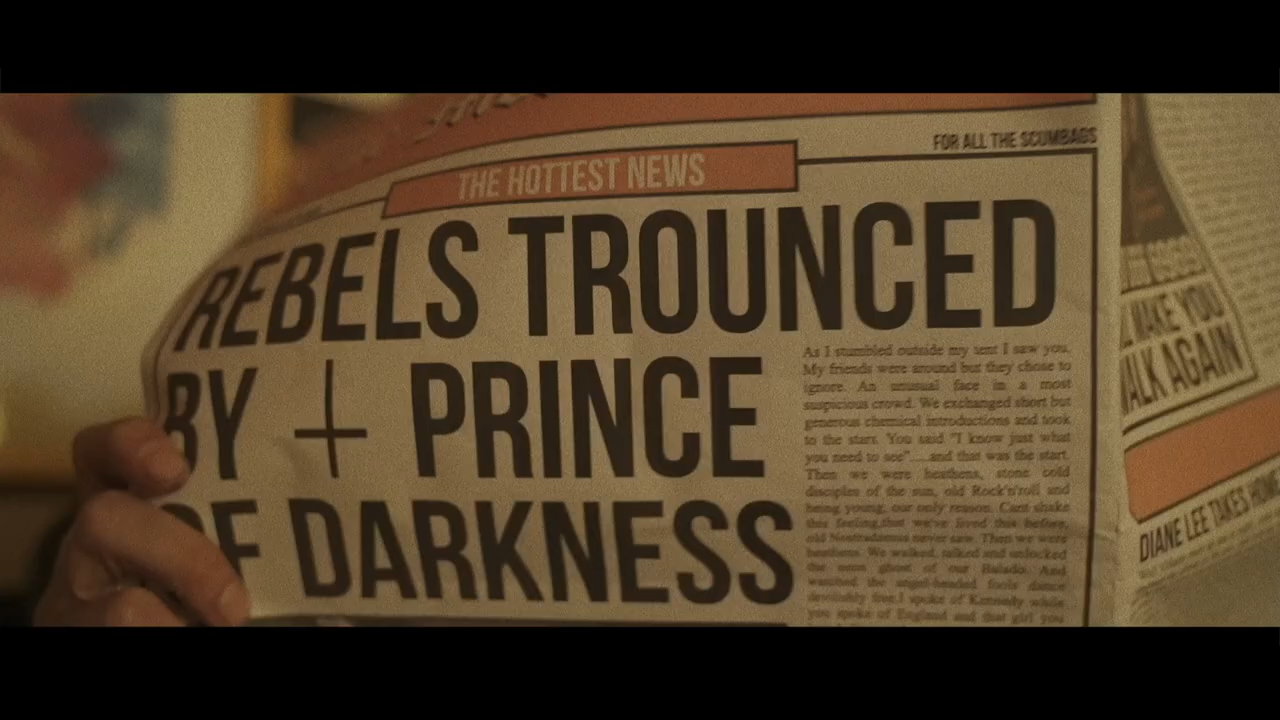 FOR ALL THE SCUMBAGS
THE HOTTEST NEWS
REBELS TROUNCED
BY + PRINCE
OF DARKNESS
As I stumbled outside my tent I saw you.
My friends were around but they chose to
ignore. An unusual face in a most
suspicious crowd. We exchanged short but
generous chemical introductions and took
to the stars. You said "I know just what
you need to see"....and that was the start.
Then we were heathens, stone cold
disciples of the sun, old Rock'n'roll and
being young, our only reason. Cant shake
this feeling,that we've lived this before,
old Nostradamus never saw. Then we were
heathens. We walked, talked and unlocked
the neon ghost of our Balado. And
watched the angel-headed fools dance
devoutly free.I spoke of Kennedy while
you spoke of England and that girl you
MAKE YOU
WALK AGAIN
DIANE LEE TAKES HOME